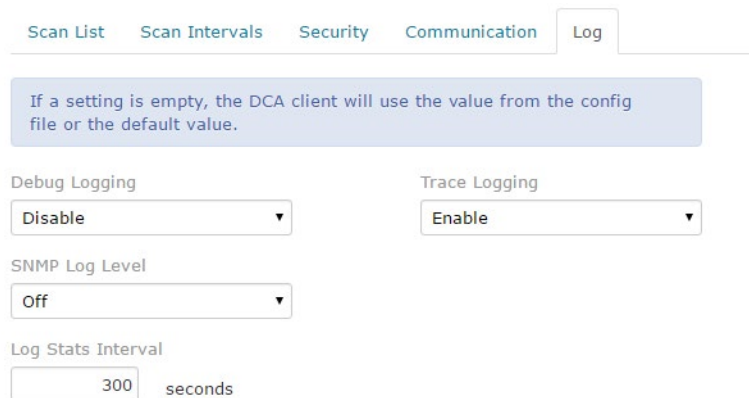 Scan List Scan Intervals Security Communication Log
If a setting is empty, the DCA client will use the value from the config
file or the default value.
Debug Logging Trace Logging
Disable Enable
SNMP Log Level
Off
Log Stats Interval
300 seconds